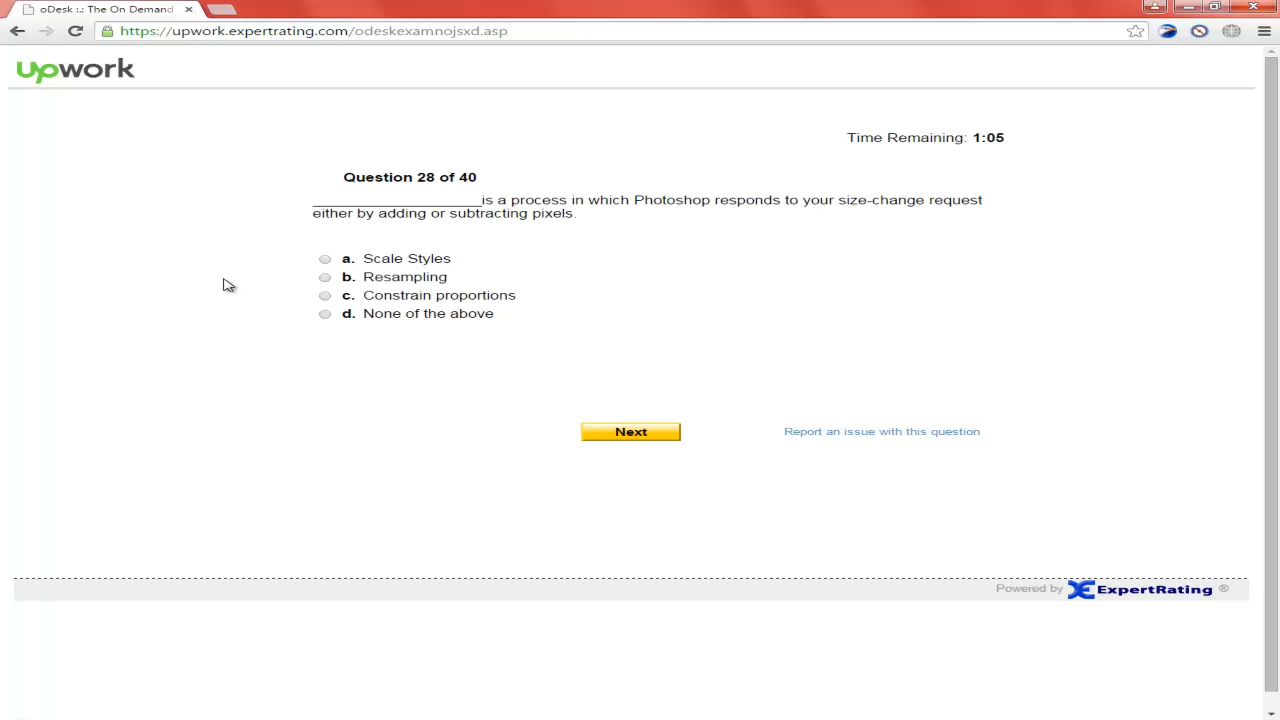 oDesk :.: The On Demand
https://upwork.expertrating.com/odeskexamnojsxd.asp
upwork
Time Remaining: 1:05
Question 28 of 40
____________________is a process in which Photoshop responds to your size-change request
either by adding or subtracting pixels.
a. Scale Styles
b. Resampling
c. Constrain proportions
d. None of the above
Next
Report an issue with this question
Powered by ExpertRating ®